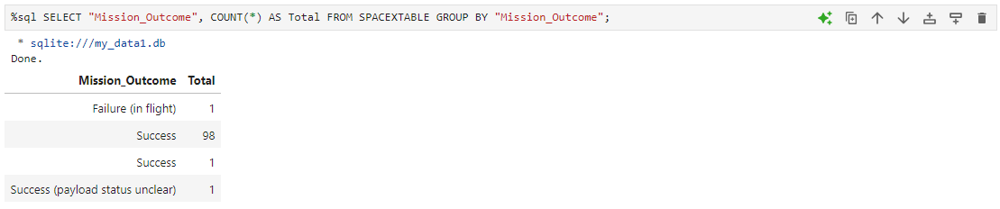 %sql SELECT "Mission_Outcome", COUNT(*) AS Total FROM SPACEXTABLE GROUP BY "Mission_Outcome";
* sqlite:///my_data1.db
Done.
Mission_Outcome Total
Failure (in flight) 1
Success 98
Success 1
Success (payload status unclear) 1